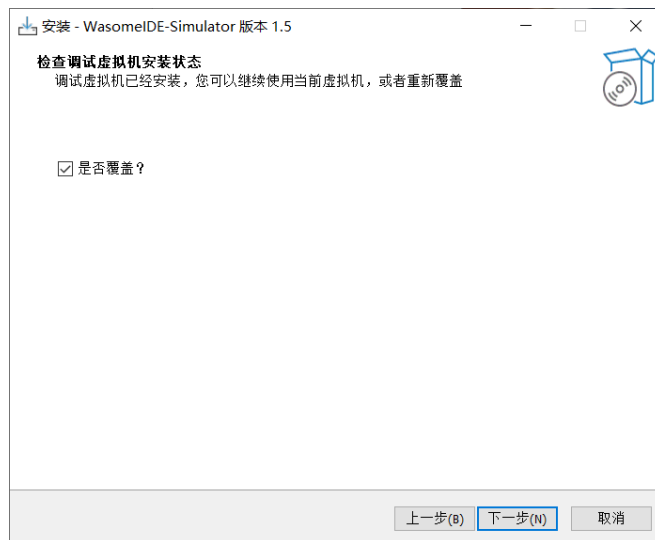 安装 - WasomeIDE-Simulator 版本 1.5
检查调试虚拟机安装状态
调试虚拟机已经安装，您可以继续使用当前虚拟机，或者重新覆盖
是否覆盖？
上一步(B) 下一步(N) 取消